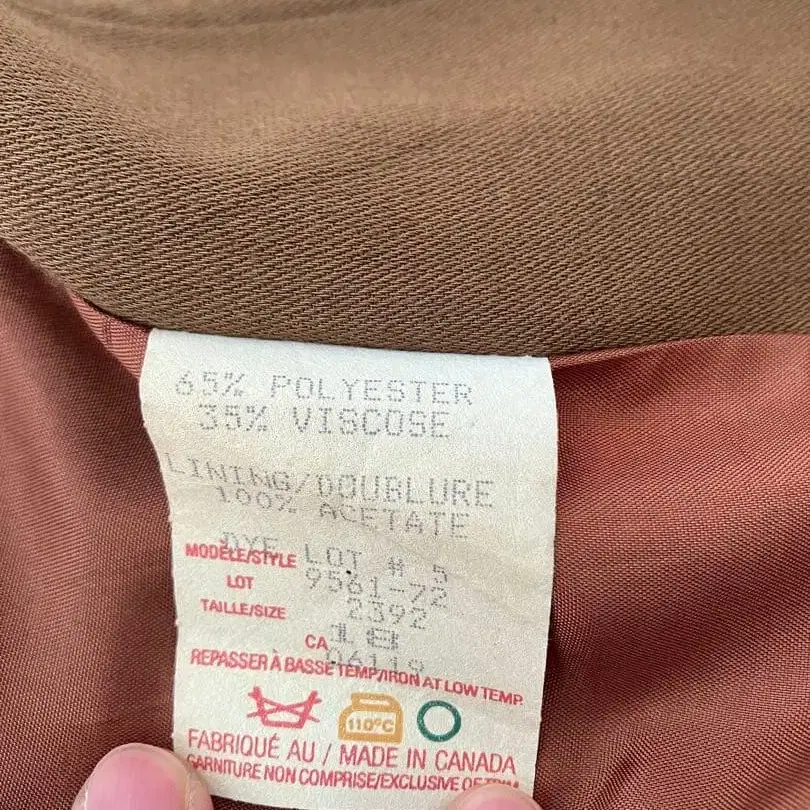 65% POLYESTER
35% VISCOSE
LINING/DOUBLURE
100% ACETATE
DYE LOT # 5
MODÈLE/STYLE 9561-72
LOT 2392
TAILLE/SIZE 18
CA 06119
REPASSER À BASSE TEMP/IRON AT LOW TEMP.
110°C
FABRIQUÉ AU / MADE IN CANADA
GARNITURE NON COMPRISE/EXCLUSIVE OF TRIM